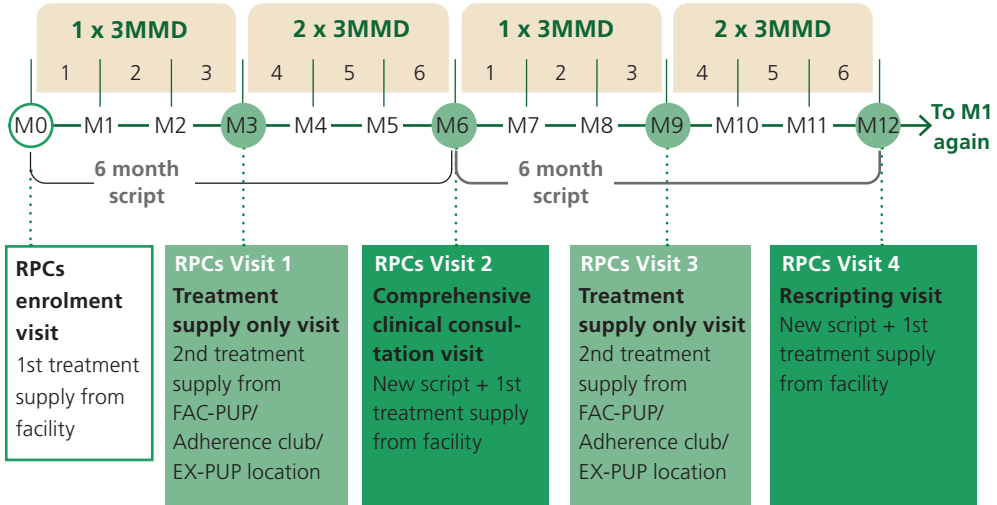 1 x 3MMD
2 x 3MMD
1 x 3MMD
2 x 3MMD
1 2 3 4 5 6 1 2 3 4 5 6
M0 M1 M2 M3 M4 M5 M6 M7 M8 M9 M10 M11 M12
To M1
again
6 month
script
6 month
script
RPCs
enrolment
visit
1st treatment
supply from
facility
RPCs Visit 1
Treatment
supply only visit
2nd treatment
supply from
FAC-PUP/
Adherence club/
EX-PUP location
RPCs Visit 2
Comprehensive
clinical consul-
tation visit
New script + 1st
treatment supply
from facility
RPCs Visit 3
Treatment
supply only visit
2nd treatment
supply from
FAC-PUP/
Adherence club/
EX-PUP location
RPCs Visit 4
Rescripting visit
New script + 1st
treatment supply
from facility